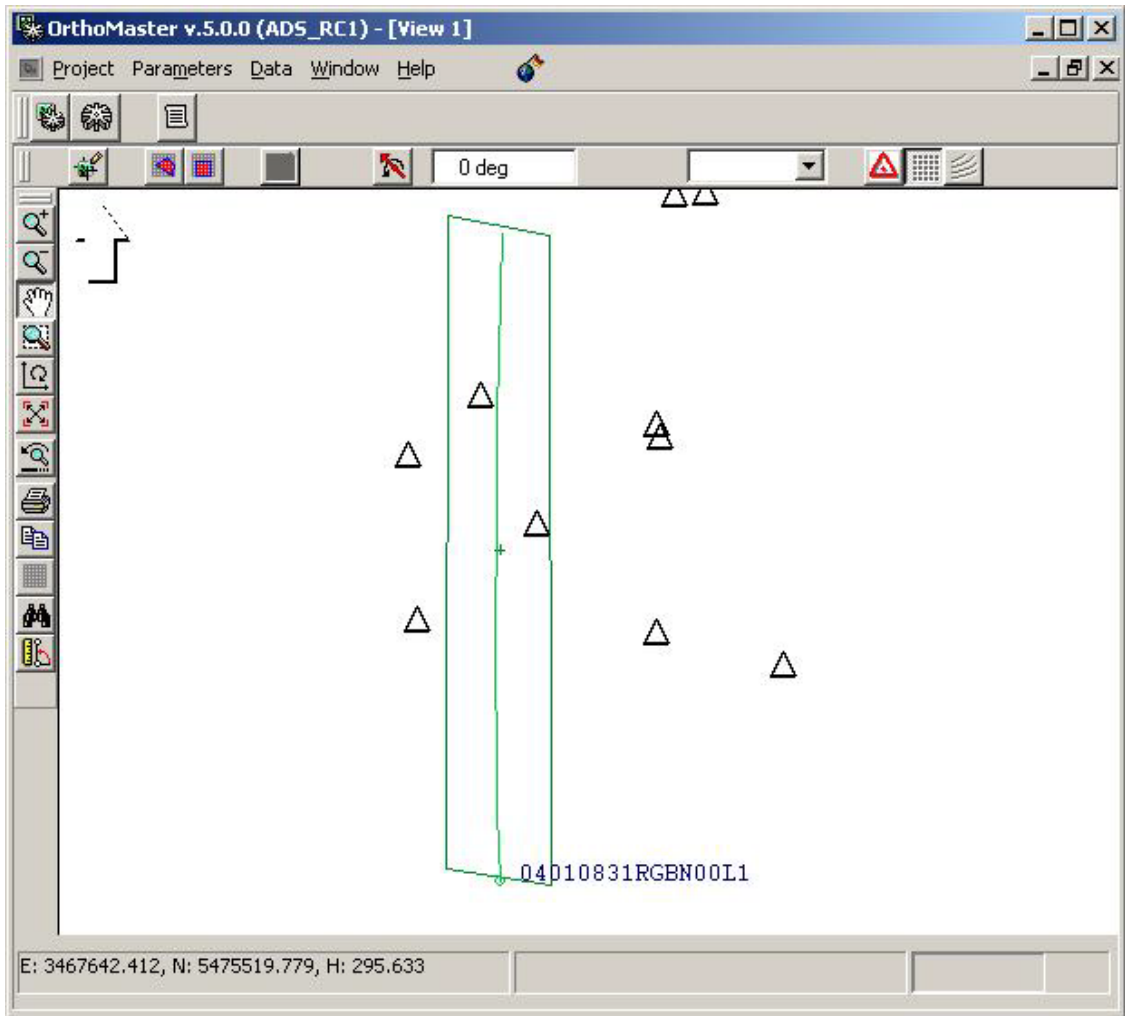 OrthoMaster v.5.0.0 (ADS_RC1) - [View 1]
Project Parameters Data Window Help
0 deg
04010831RGBN00L1
E: 3467642.412, N: 5475519.779, H: 295.633